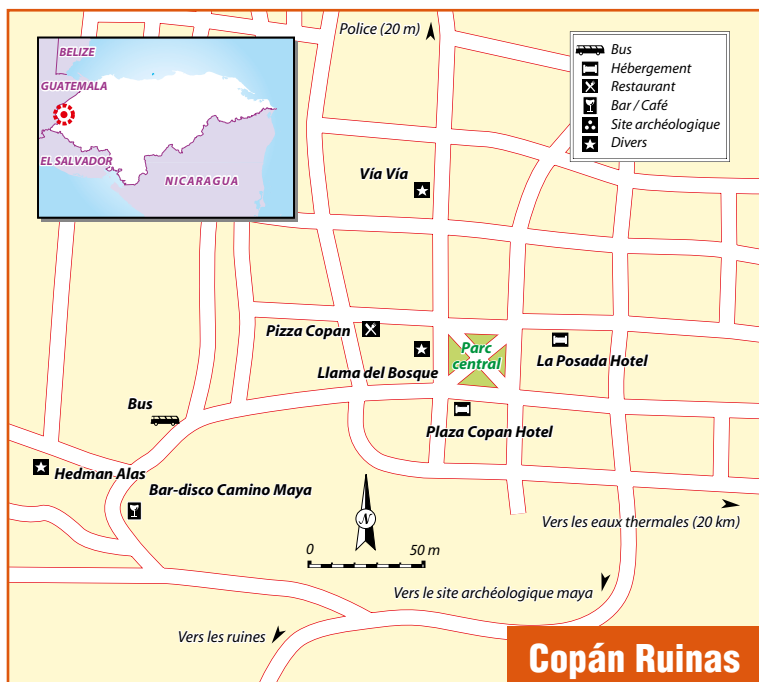 Police (20 m)
BELIZE
GUATEMALA
EL SALVADOR
NICARAGUA
Bus
Hébergement
Restaurant
Bar / Café
Site archéologique
Divers
Vía Vía
Pizza Copan
Llama del Bosque
Parc
central
La Posada Hotel
Plaza Copan Hotel
Bus
Hedman Alas
Bar-disco Camino Maya
N
0 50 m
Vers les eaux thermales (20 km)
Vers le site archéologique maya
Vers les ruines
Copán Ruinas